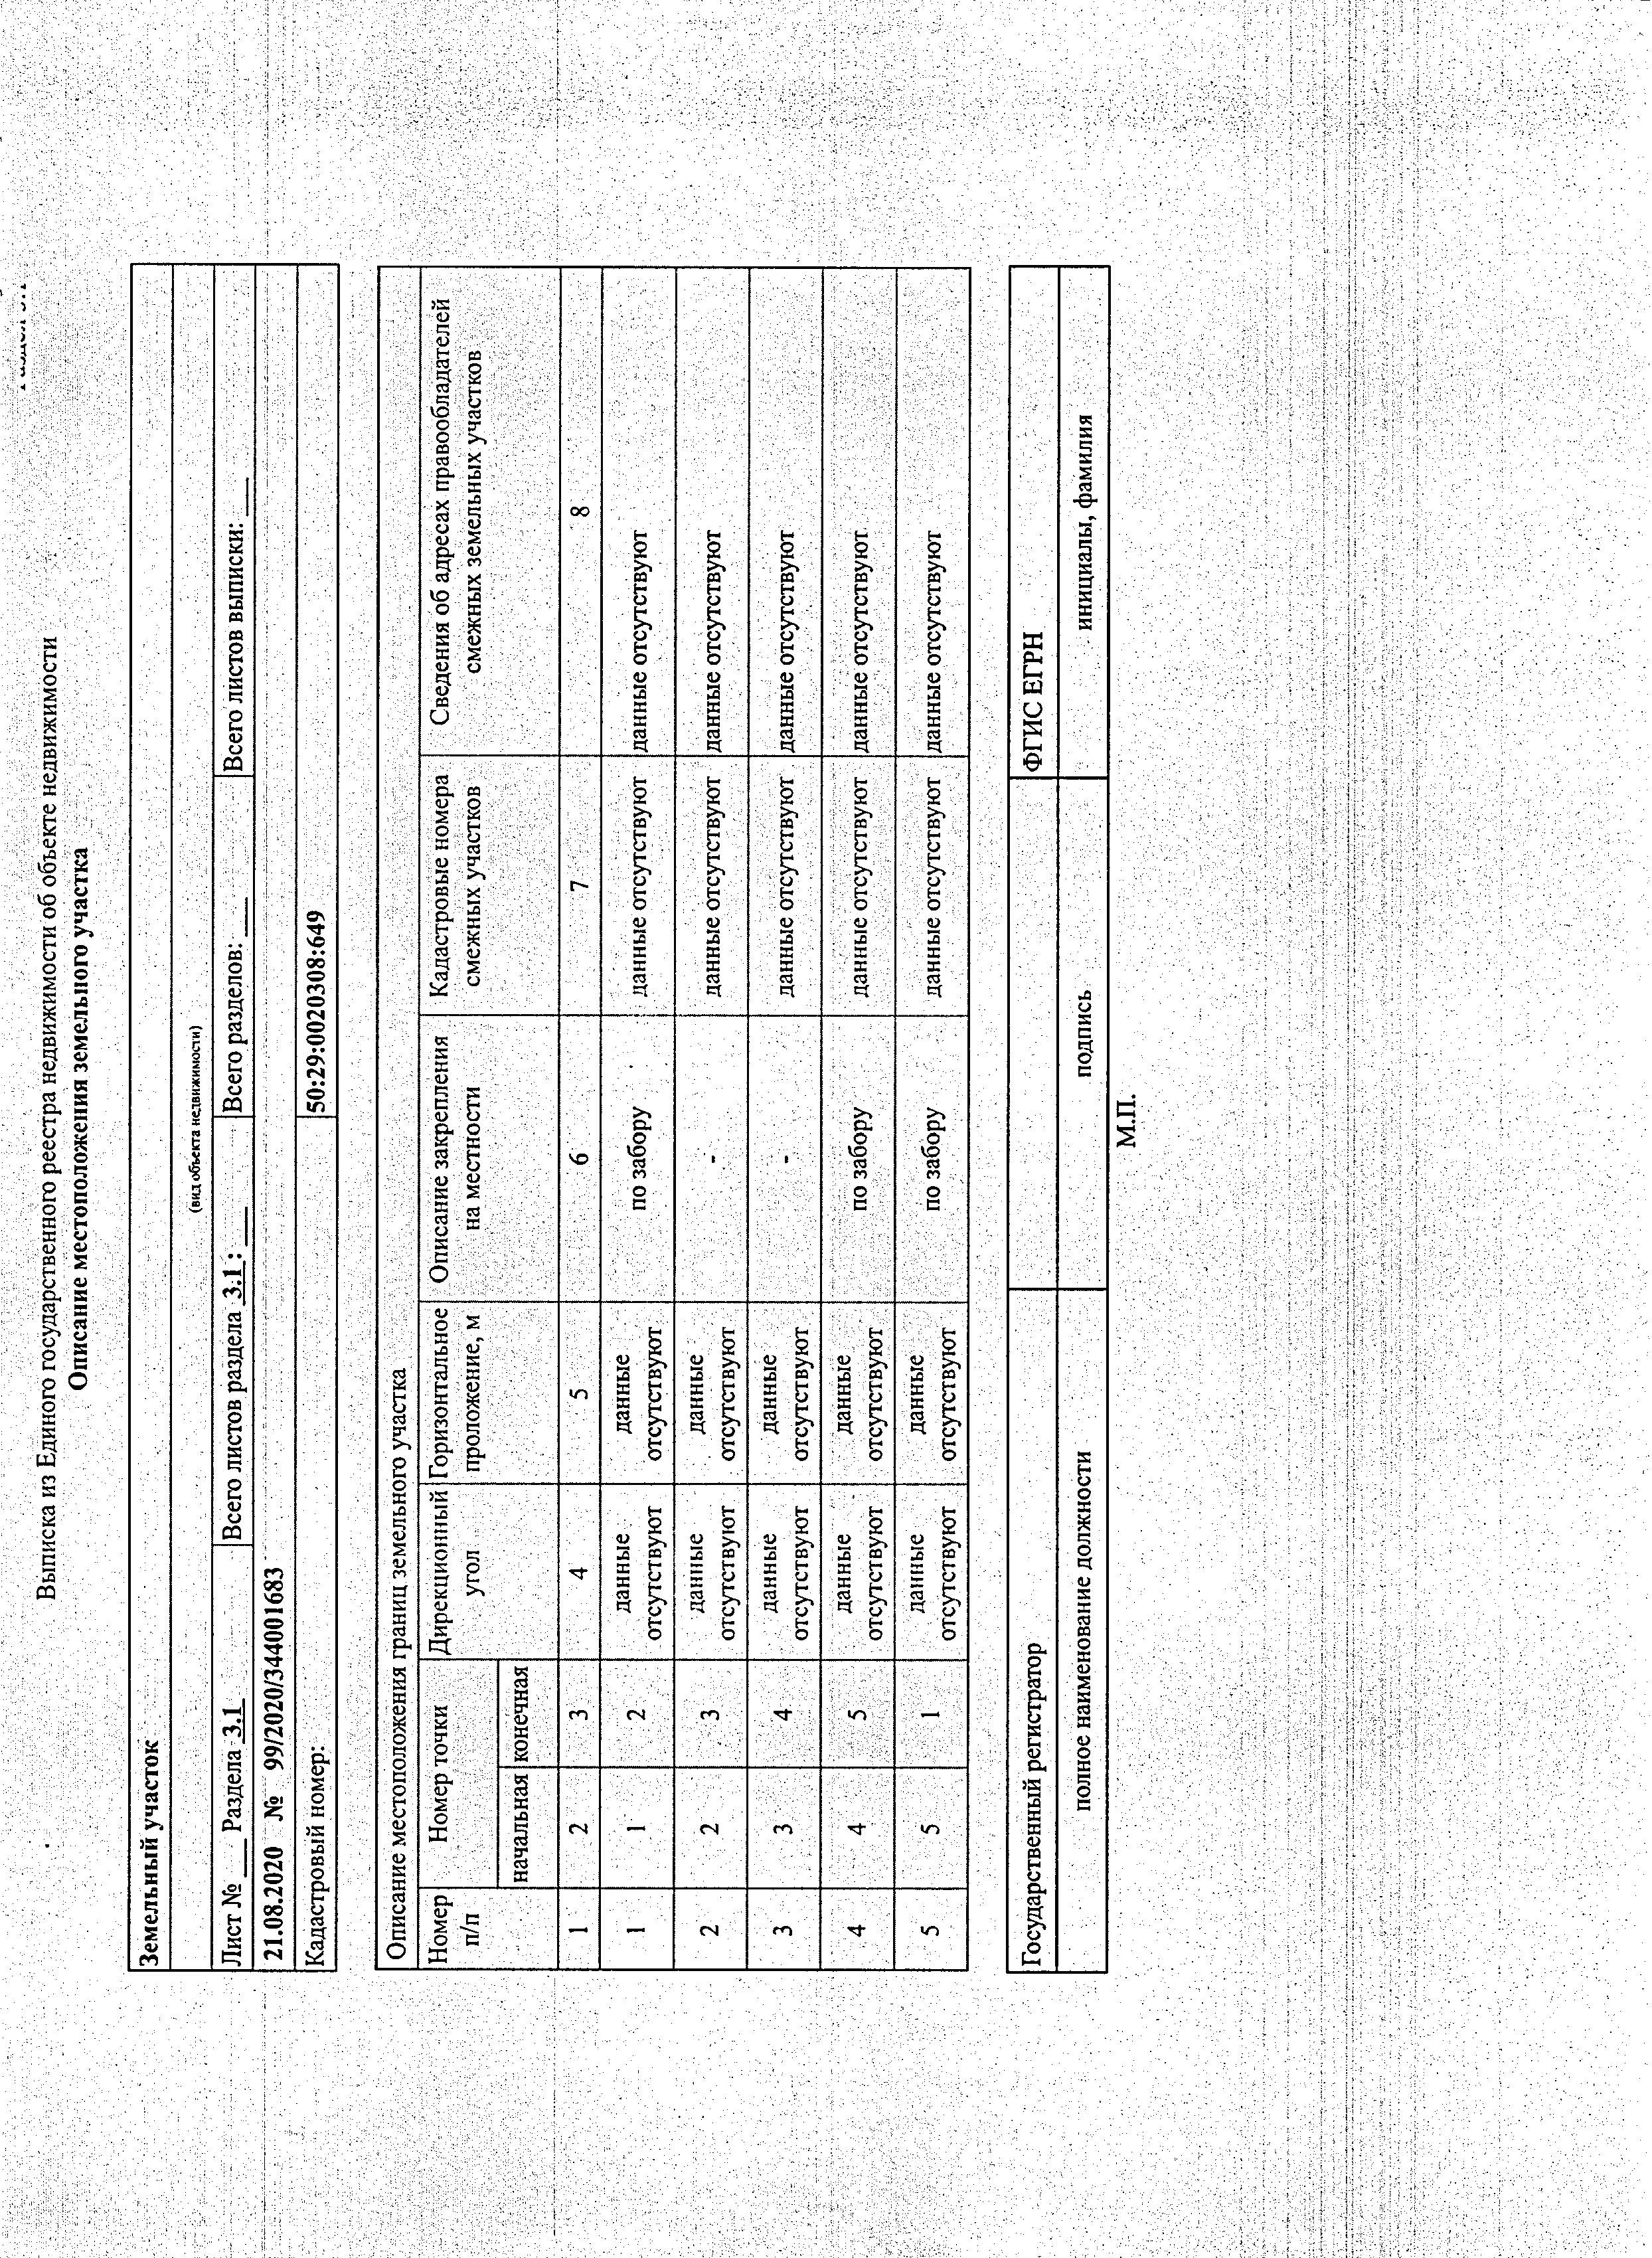 Выписка из Единого государственного реестра недвижимости об объекте недвижимости
Описание местоположения земельного участка
Земельный участок
(вид объекта недвижимости)
Лист № ___ Раздела 3.1 Всего листов раздела 3.1 : ___ Всего разделов: ___ Всего листов выписки: ___
21.08.2020 № 99/2020/344001683
Кадастровый номер: 50:29:0020308:649
Описание местоположения границ земельного участка
Номер п/п Номер точки Дирекционный угол Горизонтальное проложение, м Описание закрепления на местности Кадастровые номера смежных участков Сведения об адресах правообладателей смежных земельных участков
начальная конечная
1 2 3 4 5 6 7 8
1 1 2 данные отсутствуют данные отсутствуют по забору данные отсутствуют данные отсутствуют
2 2 3 данные отсутствуют данные отсутствуют - данные отсутствуют данные отсутствуют
3 3 4 данные отсутствуют данные отсутствуют - данные отсутствуют данные отсутствуют
4 4 5 данные отсутствуют данные отсутствуют по забору данные отсутствуют данные отсутствуют
5 5 1 данные отсутствуют данные отсутствуют по забору данные отсутствуют данные отсутствуют
Государственный регистратор ФГИС ЕГРН
полное наименование должности подпись инициалы, фамилия
М.П.